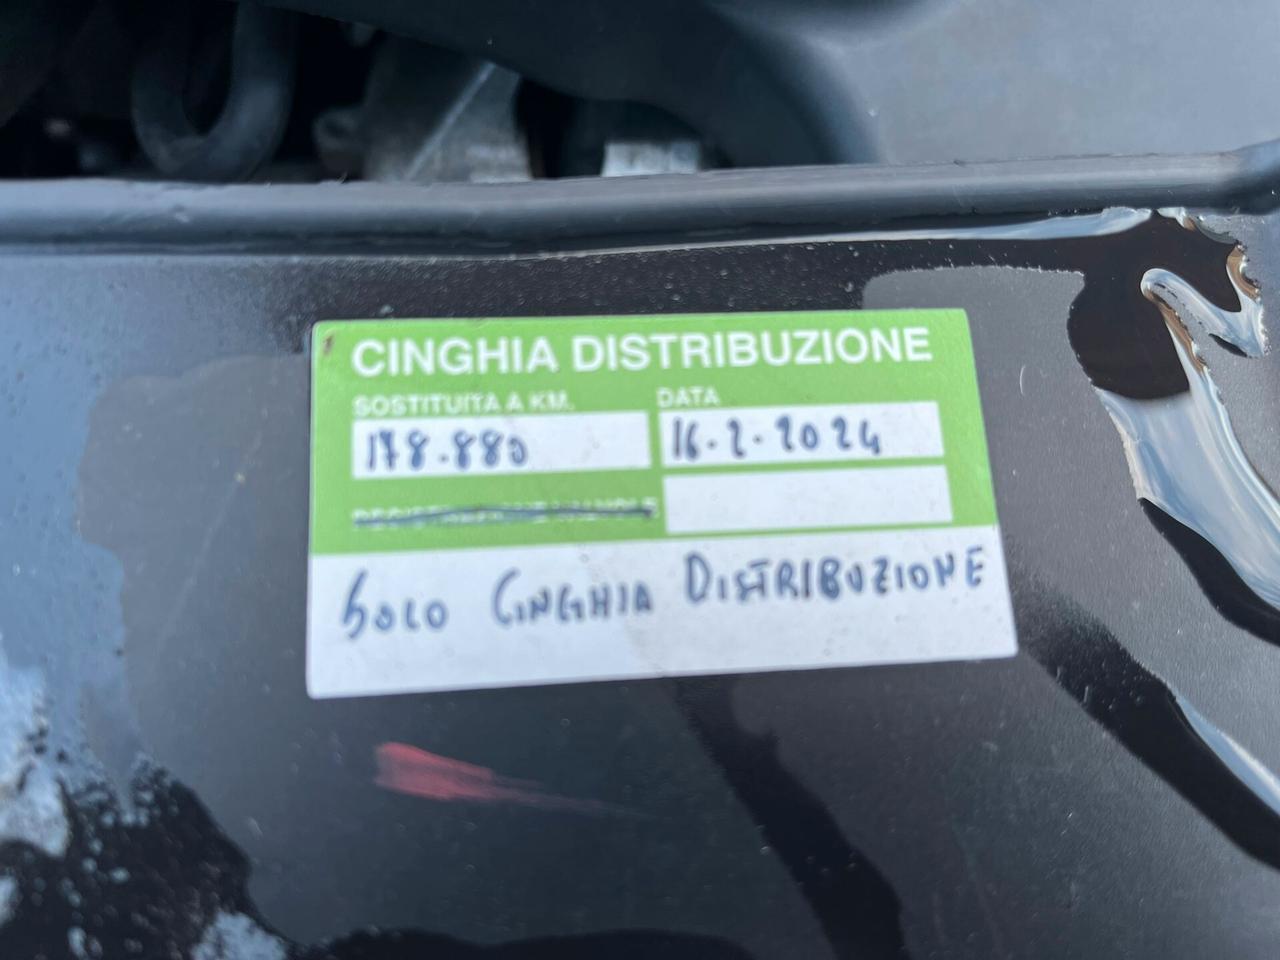 CINGHIA DISTRIBUZIONE
SOSTITUITA A KM. DATA
178.880 16.2.2024
SOLO CINGHIA DISTRIBUZIONE